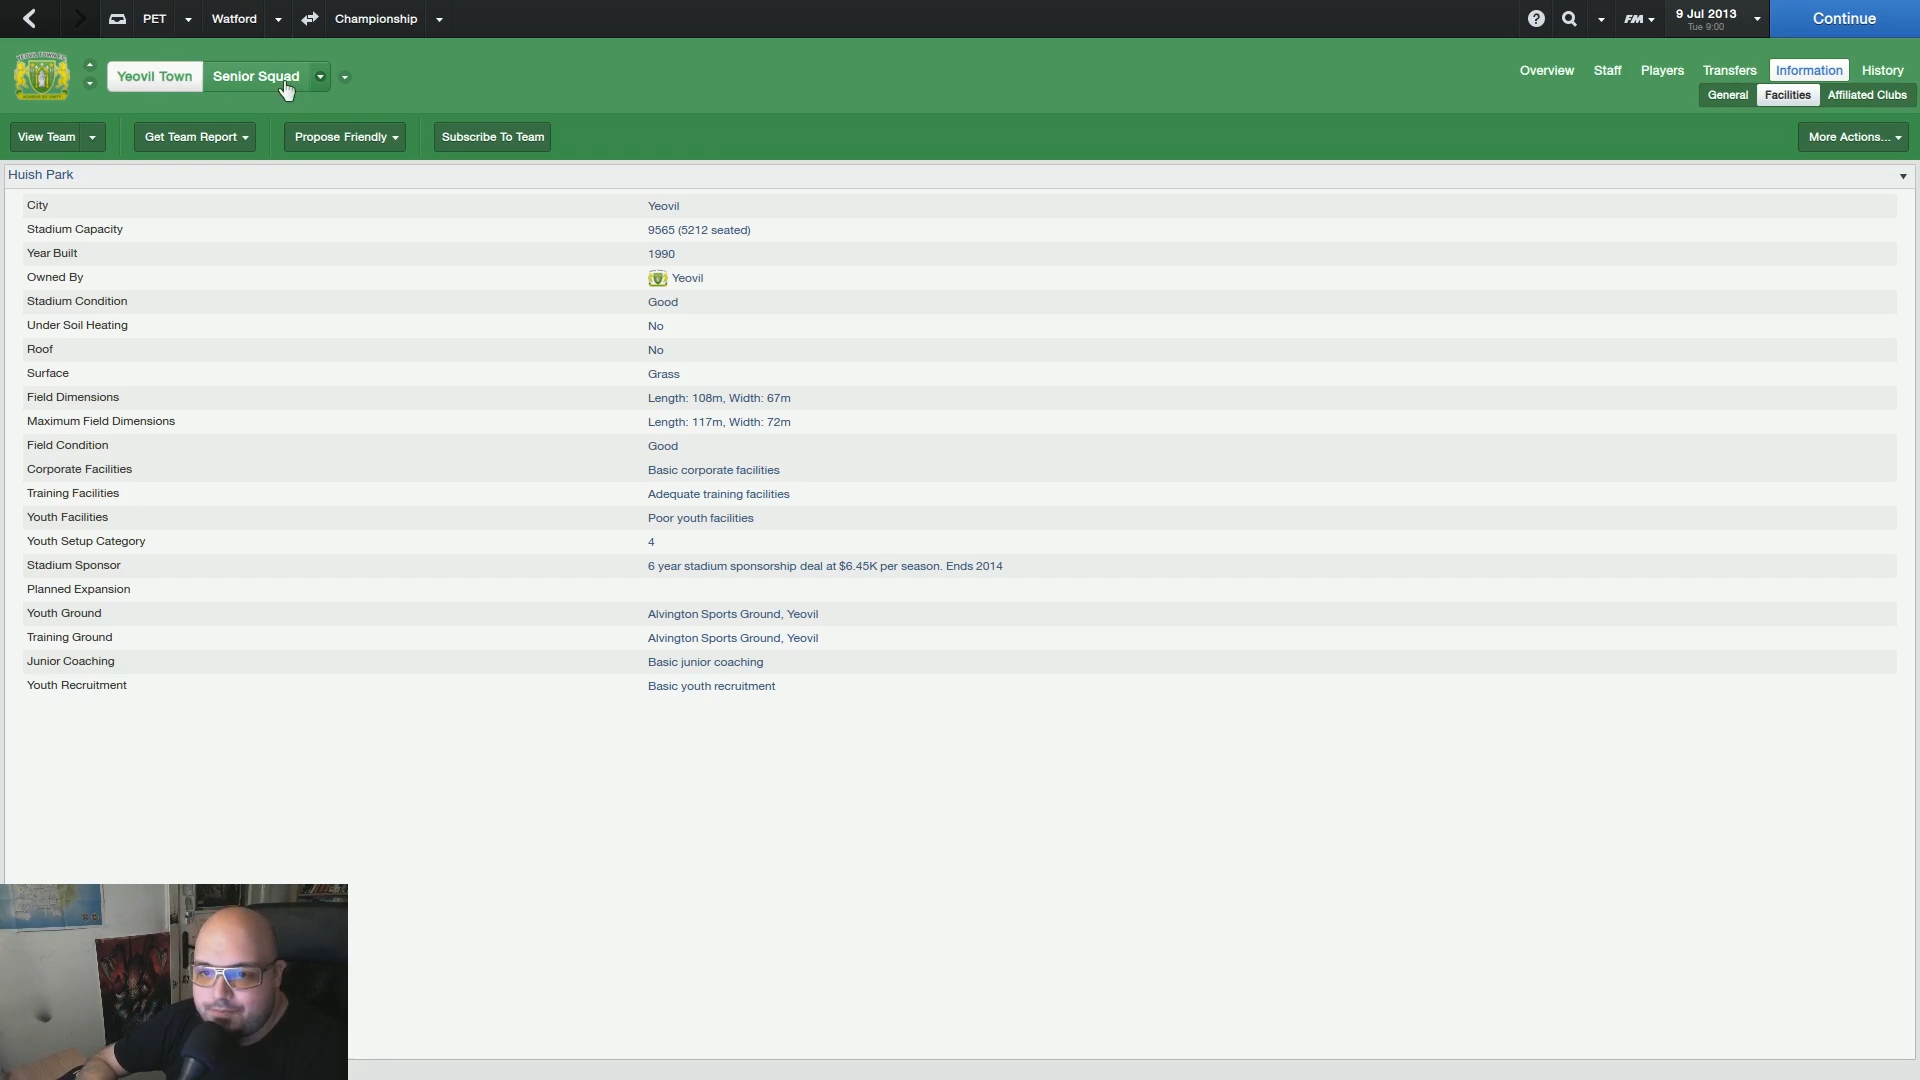 PET Watford Championship FM 9 Jul 2013 Continue
Tue 9:00
Yeovil Town Senior Squad
Overview Staff Players Transfers Information History
General Facilities Affiliated Clubs
View Team Get Team Report Propose Friendly Subscribe To Team More Actions...
Huish Park
City Yeovil
Stadium Capacity 9565 (5212 seated)
Year Built 1990
Owned By Yeovil
Stadium Condition Good
Under Soil Heating No
Roof No
Surface Grass
Field Dimensions Length: 108m, Width: 67m
Maximum Field Dimensions Length: 117m, Width: 72m
Field Condition Good
Corporate Facilities Basic corporate facilities
Training Facilities Adequate training facilities
Youth Facilities Poor youth facilities
Youth Setup Category 4
Stadium Sponsor 6 year stadium sponsorship deal at $6.45K per season. Ends 2014
Planned Expansion
Youth Ground Alvington Sports Ground, Yeovil
Training Ground Alvington Sports Ground, Yeovil
Junior Coaching Basic junior coaching
Youth Recruitment Basic youth recruitment